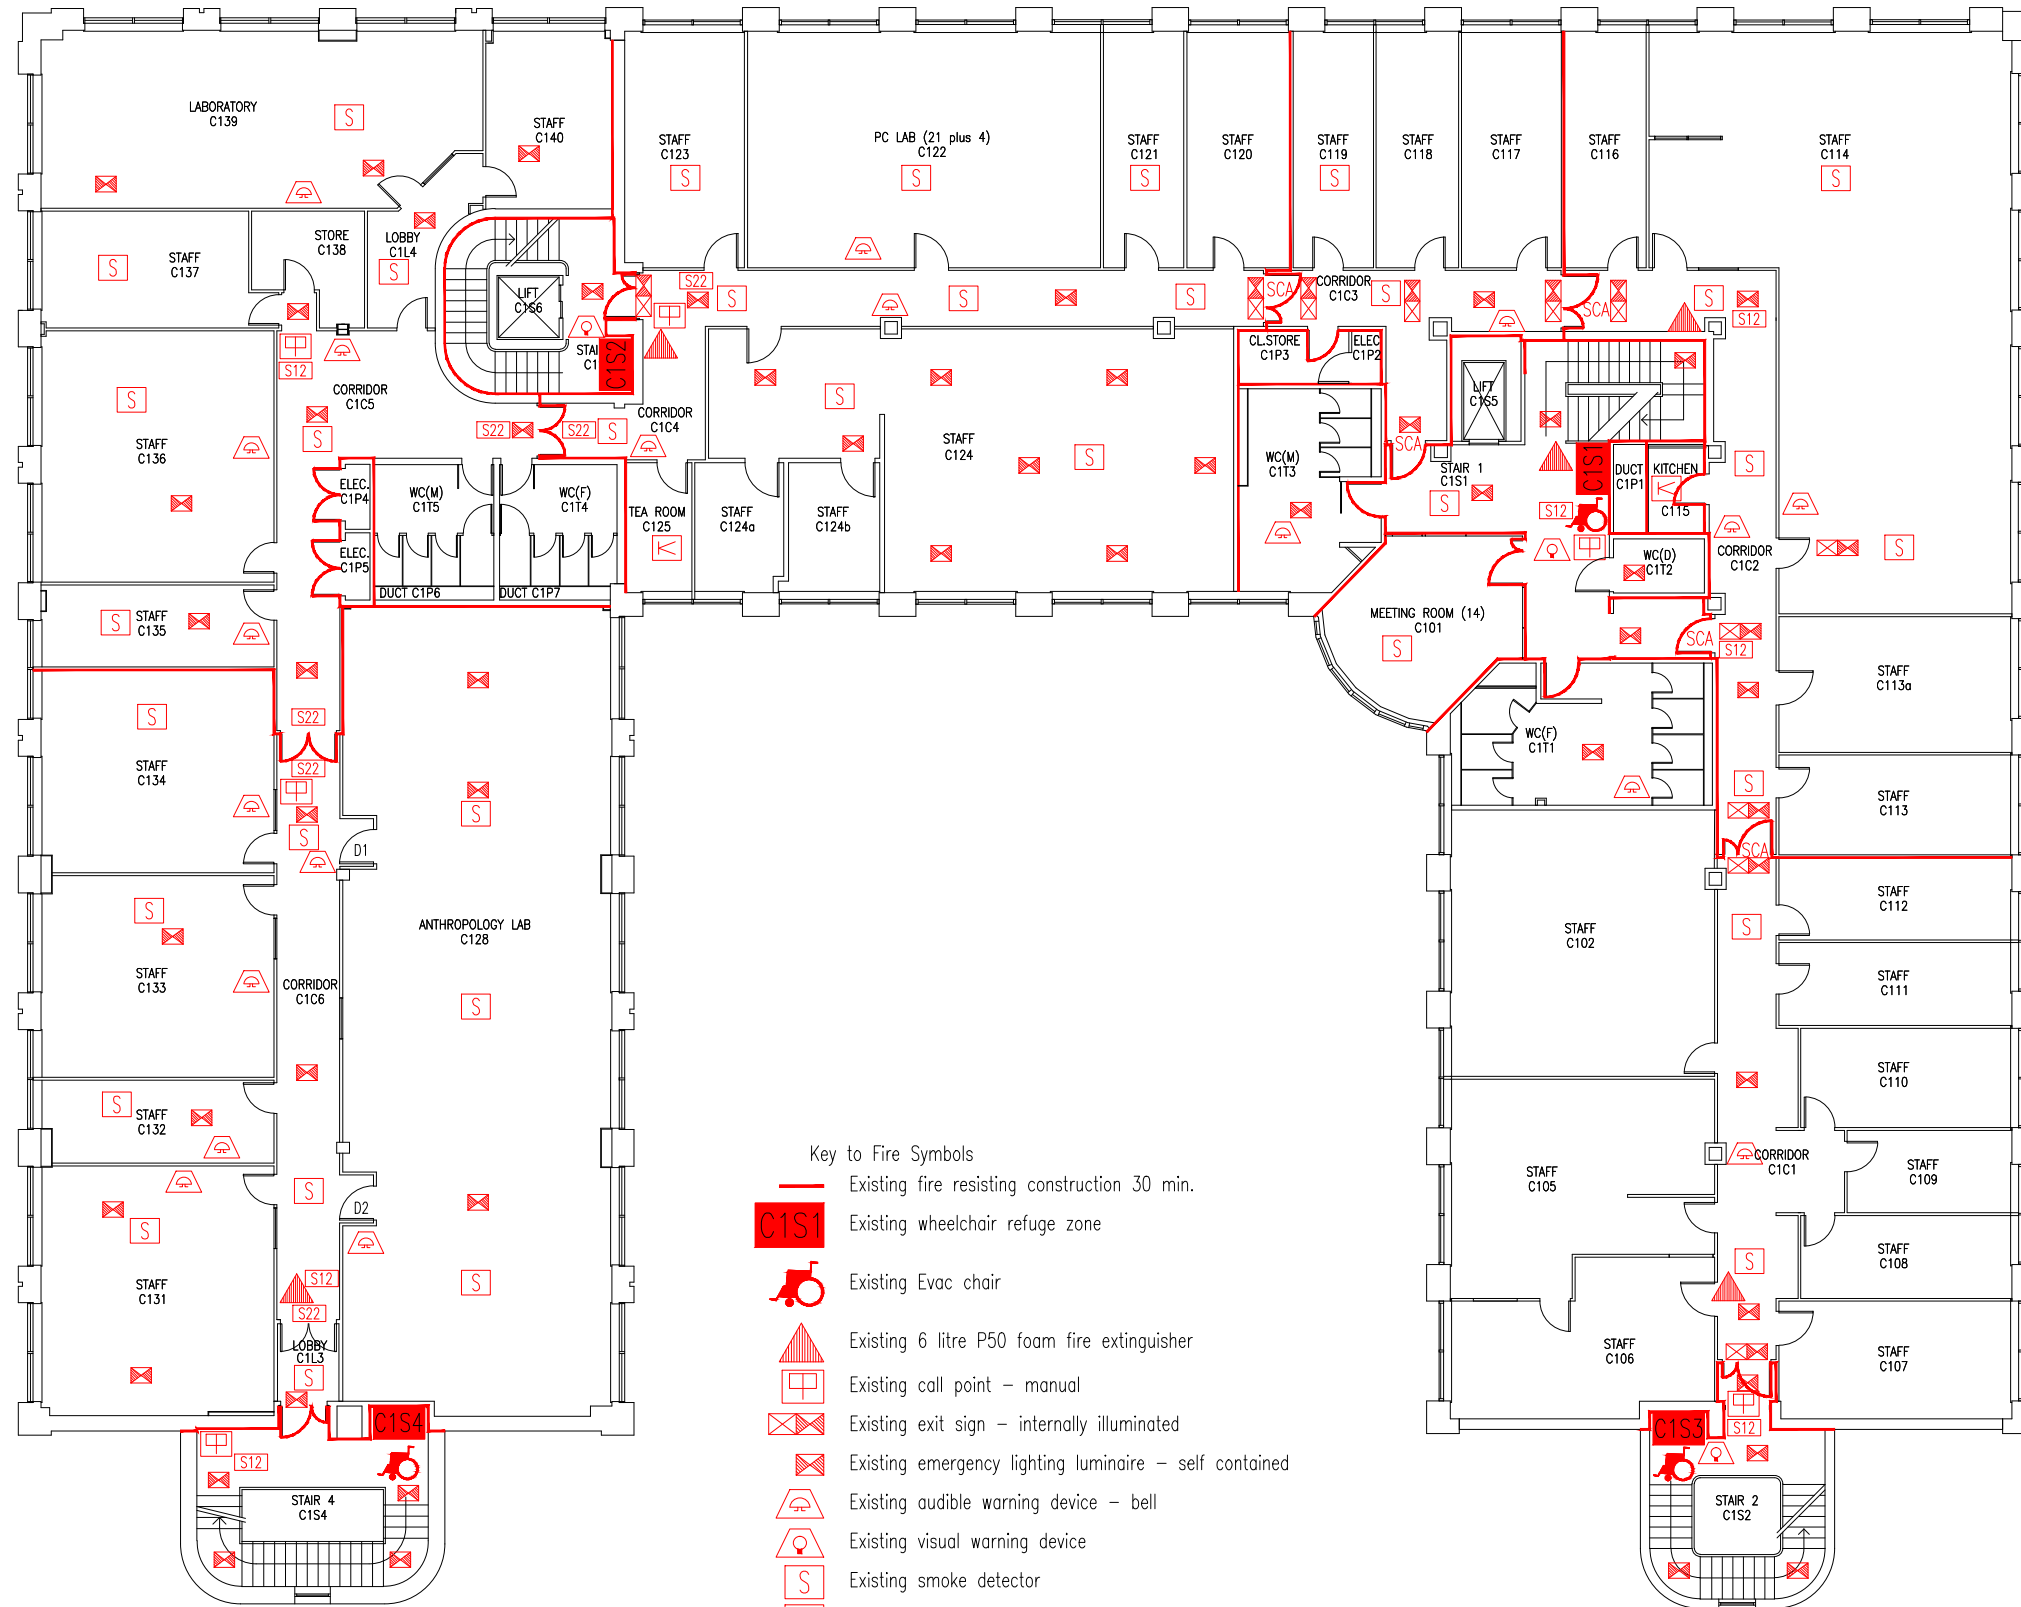 LABORATORY
C139
S
STAFF
C140
STAFF
C123
S
PC LAB (21 plus 4)
C122
S
STAFF
C121
S
STAFF
C120
STAFF
C119
S
STAFF
C118
STAFF
C117
STAFF
C116
STAFF
C114
S
STAFF
C137
S
STORE
C138
LOBBY
C1L4
S
LIFT
C1S6
S22
S
S
S
SCA
CORRIDOR
C1C3
S
SCA
S
S12
S12
CORRIDOR
C1C5
S
STAI
C1
C1S2
S
STAFF
C136
S22
S22
S
CORRIDOR
C1C4
S
STAFF
C124
S
CL.STORE
C1P3
ELEC
C1P2
LIFT
C1S5
SCA
WC(M)
C1T3
STAIR 1
C1S1
S
C1S1
S12
DUCT
C1P1
KITCHEN
C115
S
CORRIDOR
C1C2
S
ELEC.
C1P4
ELEC.
C1P5
WC(M)
C1T5
WC(F)
C1T4
DUCT C1P6
DUCT C1P7
TEA ROOM
C125
STAFF
C124a
STAFF
C124b
WC(D)
C1T2
MEETING ROOM (14)
C101
S
SCA
S12
S
STAFF
C135
STAFF
C113a
S
STAFF
C134
S22
S22
S
D1
WC(F)
C1T1
S
SCA
STAFF
C113
S
STAFF
C133
ANTHROPOLOGY LAB
C128
S
S
S
STAFF
C102
S
STAFF
C112
STAFF
C111
CORRIDOR
C1C6
STAFF
C110
S
STAFF
C132
S
D2
STAFF
C105
CORRIDOR
C1C1
STAFF
C109
S
STAFF
C131
S12
S22
LOBBY
C1L3
S
S
STAFF
C108
STAFF
C106
STAFF
C107
C1S4
S12
STAIR 4
C1S4
C1S3
S12
STAIR 2
C1S2
Key to Fire Symbols
Existing fire resisting construction 30 min.
C1S1 Existing wheelchair refuge zone
Existing Evac chair
Existing 6 litre P50 foam fire extinguisher
Existing call point - manual
Existing exit sign - internally illuminated
Existing emergency lighting luminaire - self contained
Existing audible warning device - bell
Existing visual warning device
S Existing smoke detector